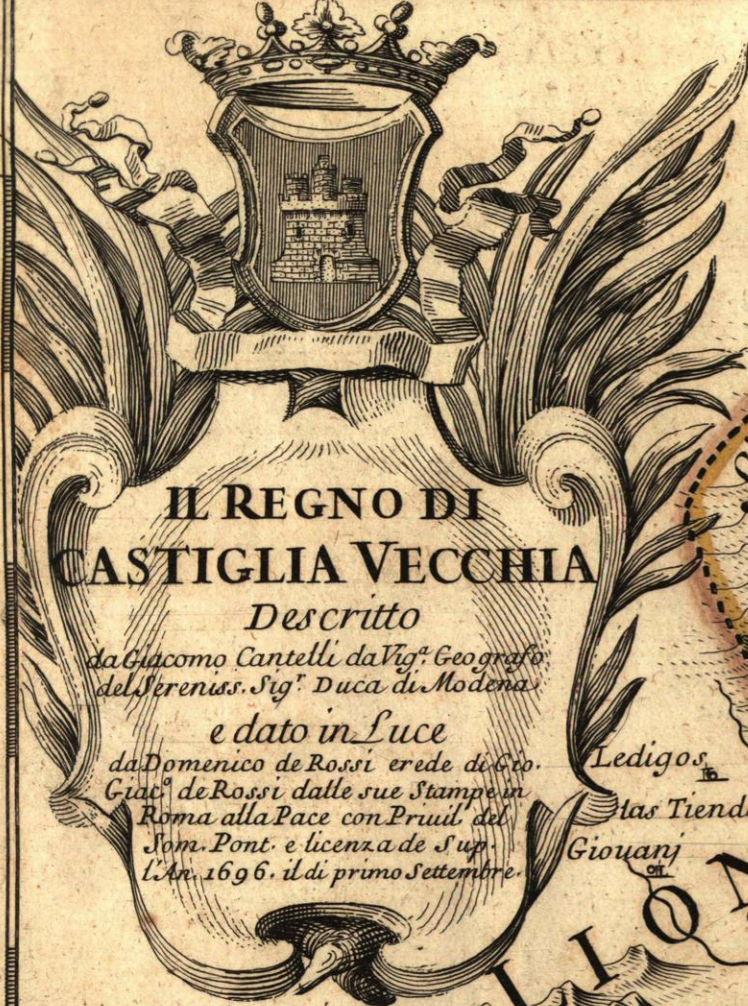 IL REGNO DI
CASTIGLIA VECCHIA
Descritto
da Giacomo Cantelli da Vig.ª Geografo
del Sereniss. Sig.ʳ Duca di Modena
e dato in Luce
da Domenico de Rossi erede di Gio.
Giac.º de Rossi dalle sue Stampe in
Roma alla Pace con Priuil. del
Som. Pont. e licenza de Sup.
l'An. 1696. il di primo Settembre.
Ledigos
las Tiend
Giouanj
LION